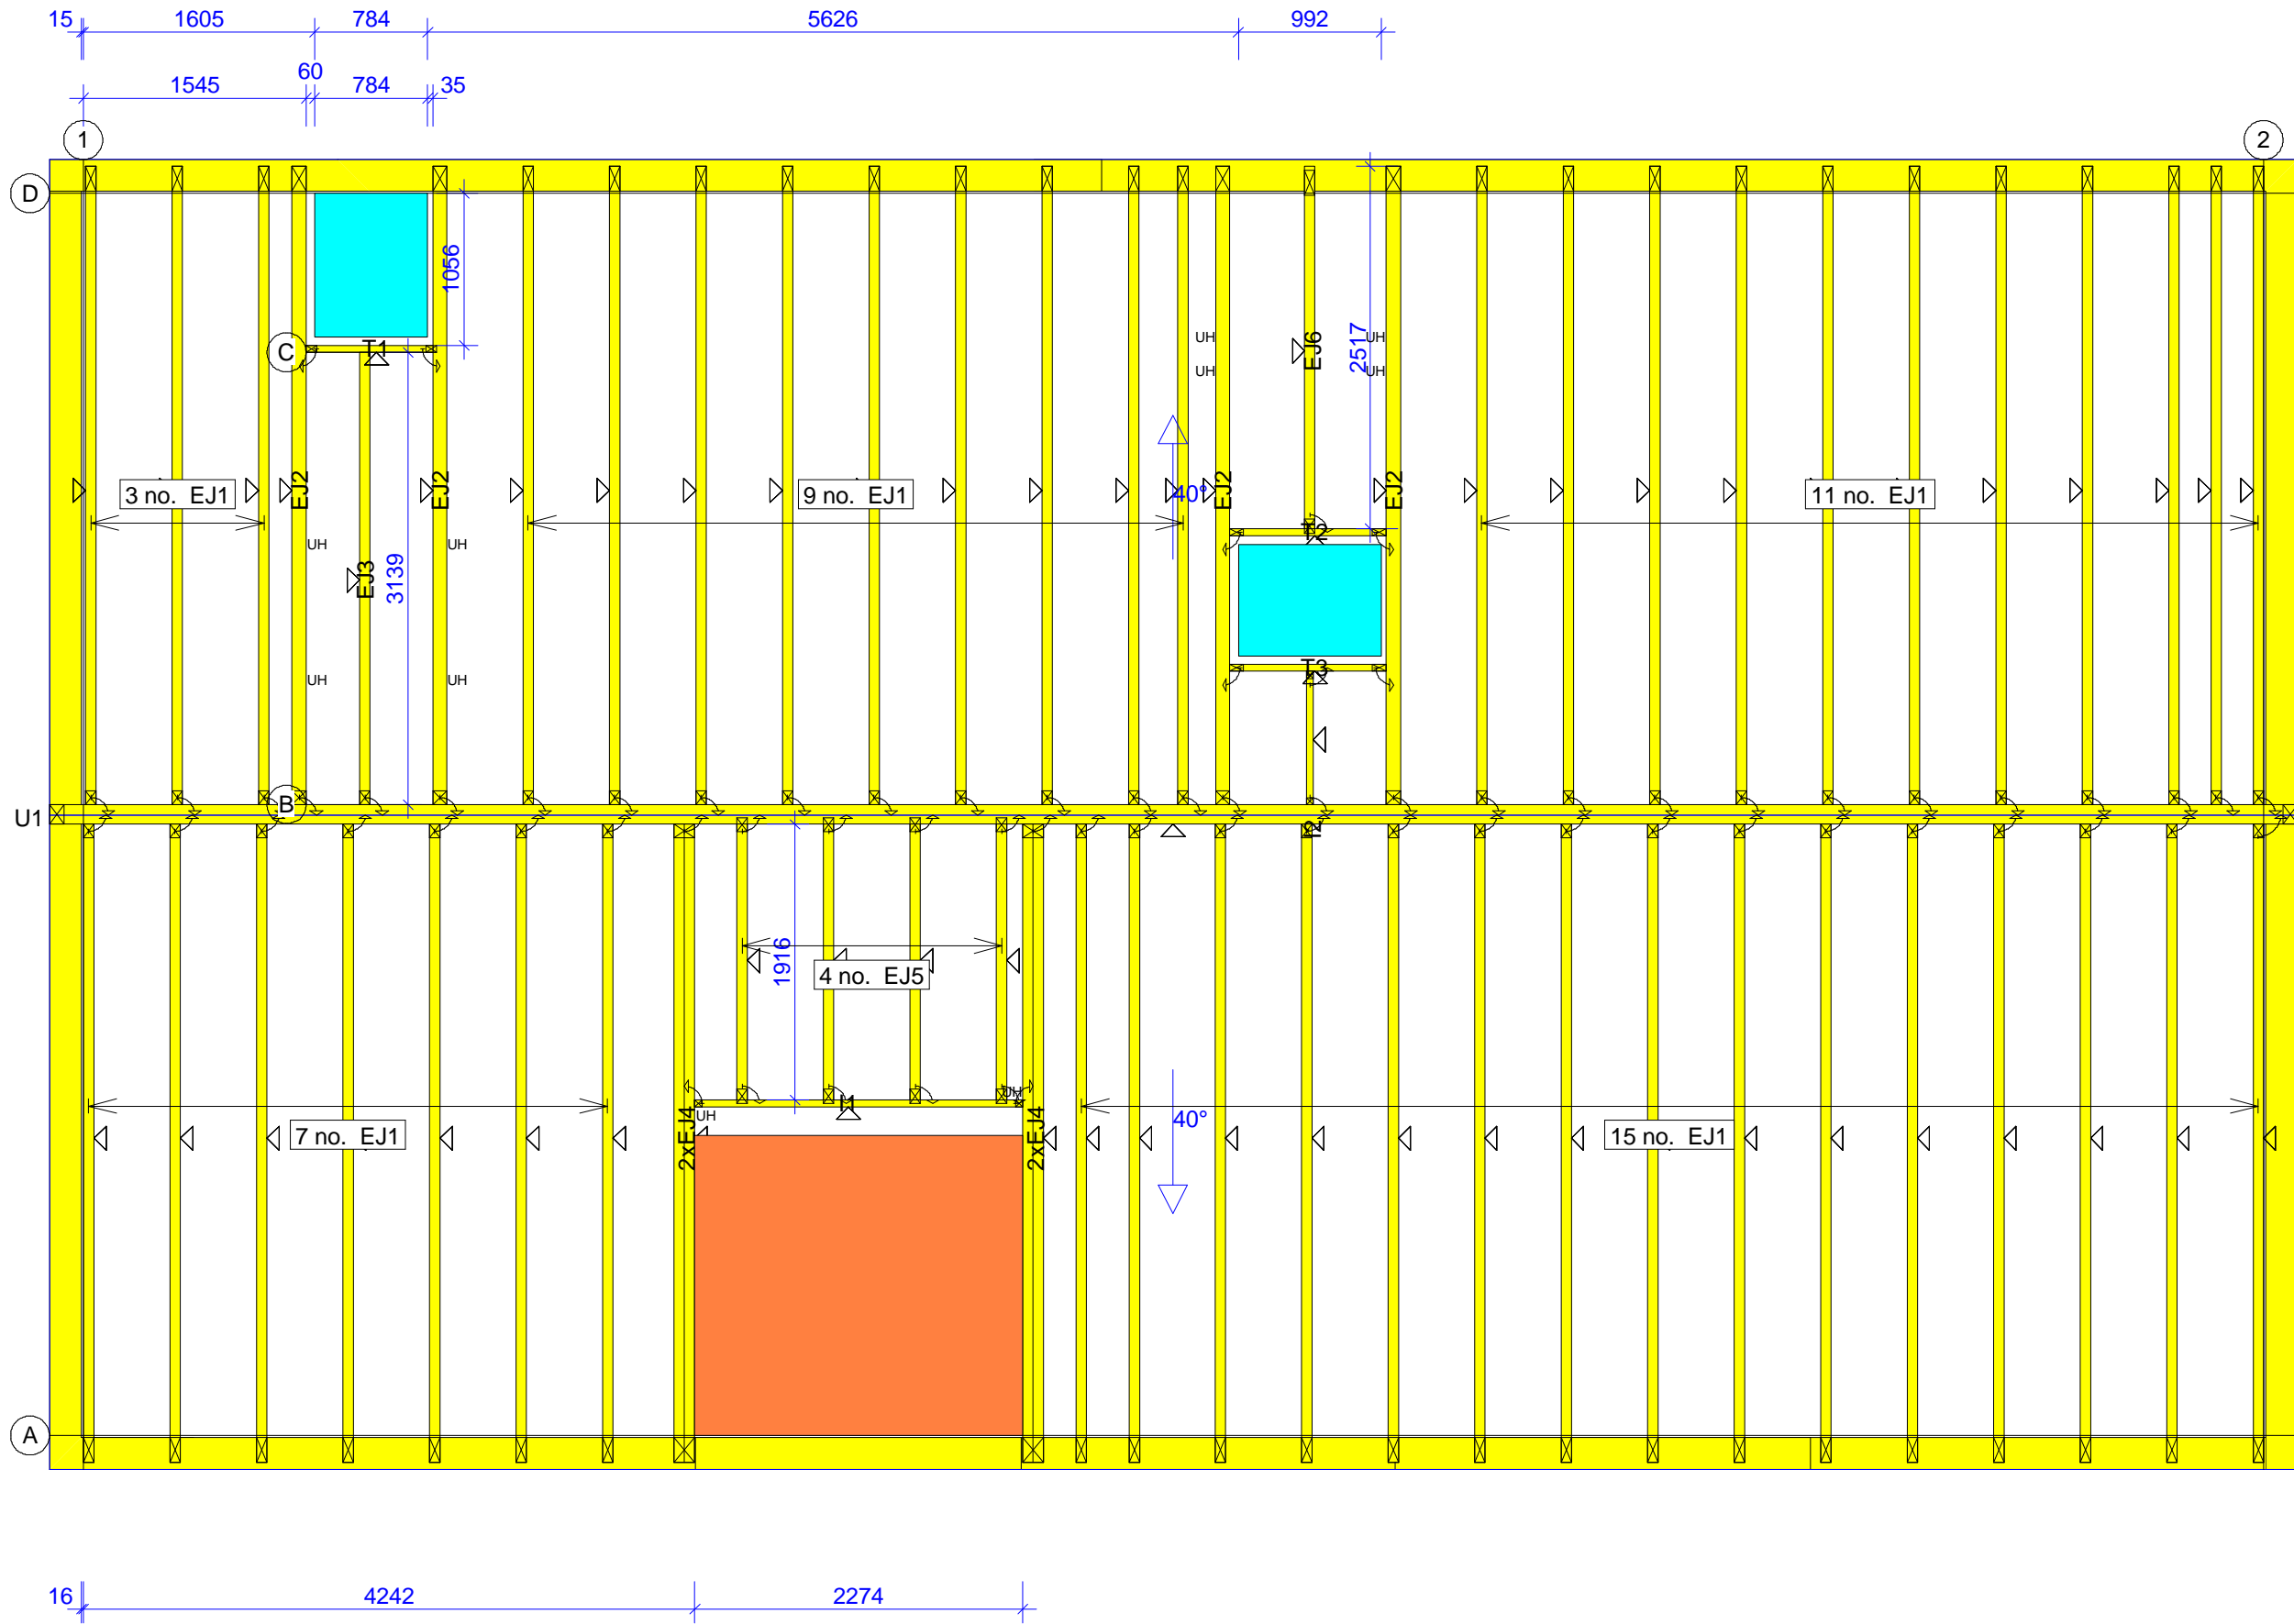 15 1605 784 5626 992
60
1545 784 35
1 2
D
1056
C T1
UH EJ6 2517 UH
UH UH
3 no. EJ1 EJ2 EJ2 9 no. EJ1 40° EJ2 EJ2 11 no. EJ1
T2
UH UH
EJ3 3139
T3
UH UH
B
U1
I2
1916
4 no. EJ5
I1 UH
UH
7 no. EJ1 2xEJ4 2xEJ4 40° 15 no. EJ1
A
16 4242 2274